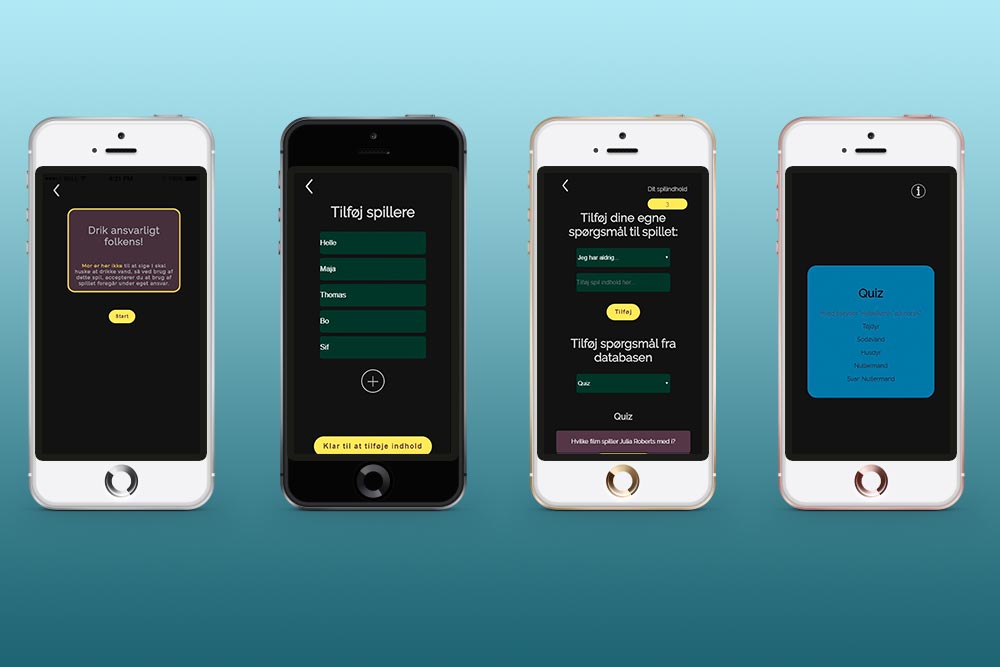 4:21 PM
Drik ansvarligt
folkens!
Mor er her ikke til at sige I skal
huske at drikke vand, så ved brug af
dette spil, accepterer du at brug af
spillet foregår under eget ansvar.
Start
Tilføj spillere
Helle
Maja
Thomas
Bo
Sif
Klar til at tilføje indhold
Dit spilindhold
3
Tilføj dine egne
spørgsmål til spillet:
Jeg har aldrig...
Tilføj spil indhold her...
Tilføj
Tilføj spørgsmål fra
databasen
Quiz
Quiz
Hvilke film spiller Julia Roberts med i?
Quiz
Tøjdyr
Sodavand
Husdyr
Nullermand
Svar: Nullermand